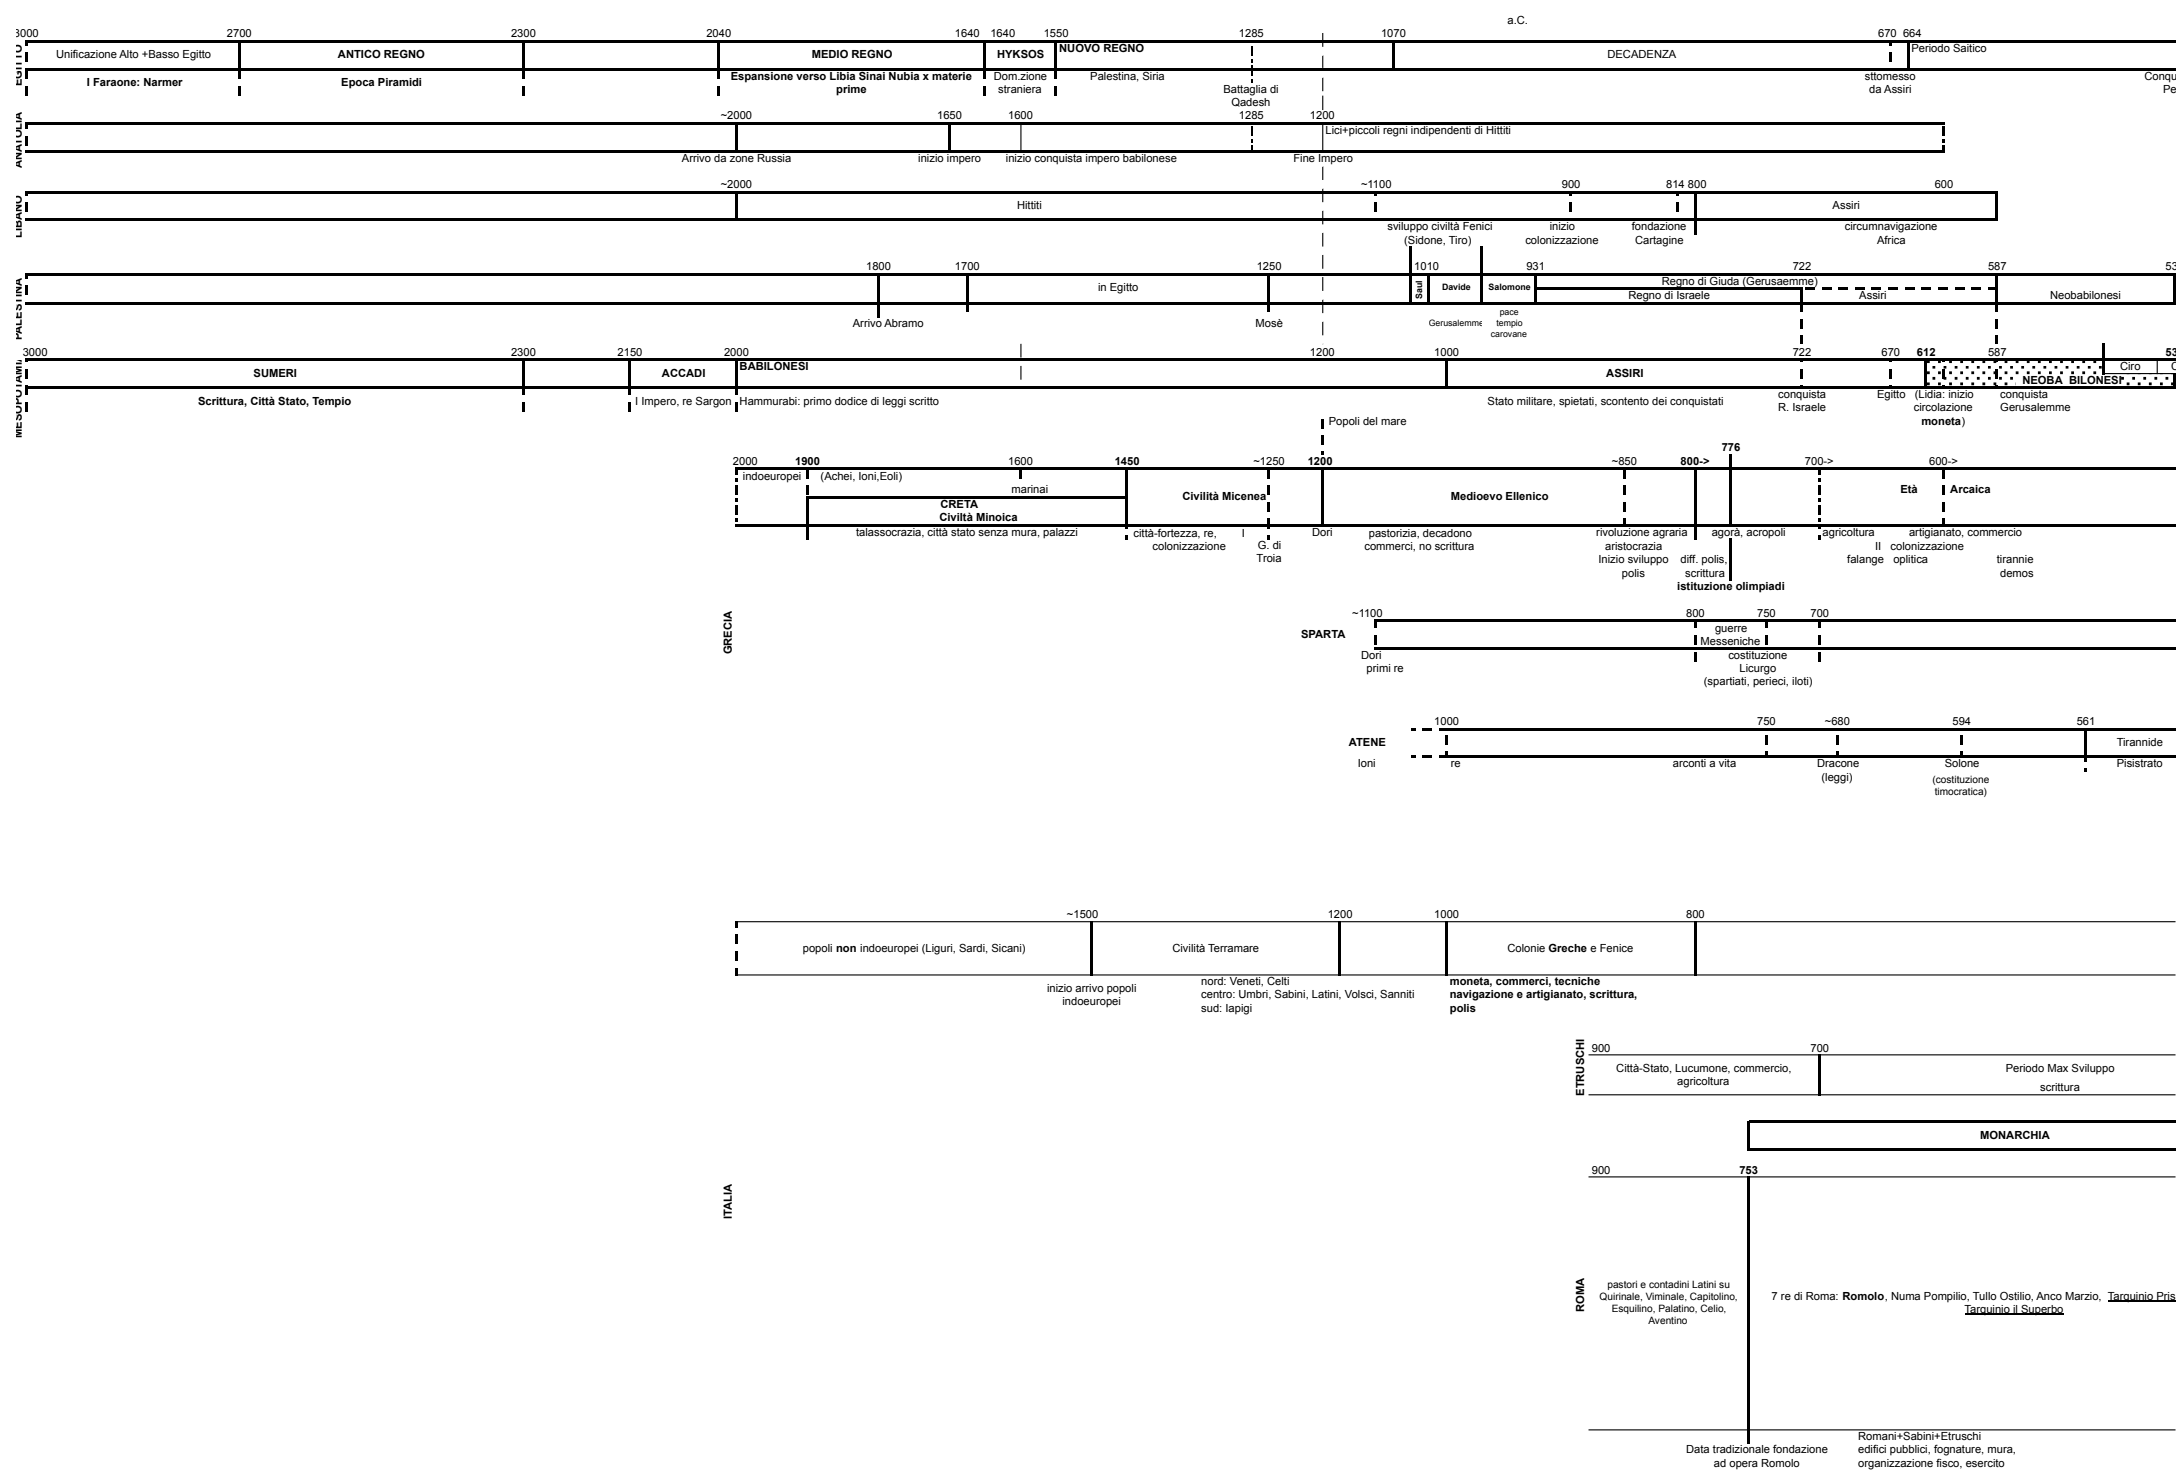 a.C.
3000 2700 2300 2040 1640 1640 1550 1285 1070 670 664
EGITTO
Unificazione Alto +Basso Egitto ANTICO REGNO MEDIO REGNO HYKSOS NUOVO REGNO DECADENZA Periodo Saitico
I Faraone: Narmer Epoca Piramidi Espansione verso Libia Sinai Nubia x materie Dom.zione Palestina, Siria sttomesso Conqu
prime straniera Battaglia di da Assiri Pe
Qadesh
~2000 1650 1600 1285 1200
ANATOLIA
Lici+piccoli regni indipendenti di Hittiti
Arrivo da zone Russia inizio impero inizio conquista impero babilonese Fine Impero
~2000 ~1100 900 814 800 600
LIBANO
Hittiti Assiri
sviluppo civiltà Fenici inizio fondazione circumnavigazione
(Sidone, Tiro) colonizzazione Cartagine Africa
1800 1700 1250 1010 931 722 587 53
PALESTINA
in Egitto Saul Davide Salomone Regno di Giuda (Gerusaemme)
Regno di Israele Assiri Neobabilonesi
Arrivo Abramo Mosè Gerusalemme pace
tempio
carovane
3000 2300 2150 2000 1200 1000 722 670 612 587 53
MESOPOTAMI
SUMERI ACCADI BABILONESI ASSIRI Ciro C
NEOBA BILONESI
Scrittura, Città Stato, Tempio I Impero, re Sargon Hammurabi: primo dodice di leggi scritto Stato militare, spietati, scontento dei conquistati conquista Egitto (Lidia: inizio conquista
R. Israele circolazione Gerusalemme
moneta)
Popoli del mare
776
2000 1900 1600 1450 ~1250 1200 ~850 800-> 700-> 600->
indoeuropei (Achei, Ioni,Eoli)
marinai Civilità Micenea Medioevo Ellenico Età Arcaica
CRETA
Civiltà Minoica
talassocrazia, città stato senza mura, palazzi città-fortezza, re, I Dori pastorizia, decadono rivoluzione agraria agorà, acropoli agricoltura artigianato, commercio
colonizzazione G. di commerci, no scrittura aristocrazia II colonizzazione
Troia Inizio sviluppo diff. polis, falange oplitica tirannie
polis scrittura demos
istituzione olimpiadi
GRECIA
~1100 800 750 700
SPARTA guerre
Messeniche
Dori costituzione
primi re Licurgo
(spartiati, perieci, iloti)
1000 750 ~680 594 561
ATENE Tirannide
Ioni re arconti a vita Dracone Solone Pisistrato
(leggi) (costituzione
timocratica)
~1500 1200 1000 800
popoli non indoeuropei (Liguri, Sardi, Sicani) Civilità Terramare Colonie Greche e Fenice
inizio arrivo popoli nord: Veneti, Celti moneta, commerci, tecniche
indoeuropei centro: Umbri, Sabini, Latini, Volsci, Sanniti navigazione e artigianato, scrittura,
sud: Iapigi polis
ETRUSCHI
900 700
Città-Stato, Lucumone, commercio, Periodo Max Sviluppo
agricoltura scrittura
MONARCHIA
ITALIA
900 753
ROMA
pastori e contadini Latini su
Quirinale, Viminale, Capitolino, 7 re di Roma: Romolo, Numa Pompilio, Tullo Ostilio, Anco Marzio, Tarquinio Pris
Esquilino, Palatino, Celio, Tarquinio il Superbo
Aventino
Data tradizionale fondazione Romani+Sabini+Etruschi
ad opera Romolo edifici pubblici, fognature, mura,
organizzazione fisco, esercito